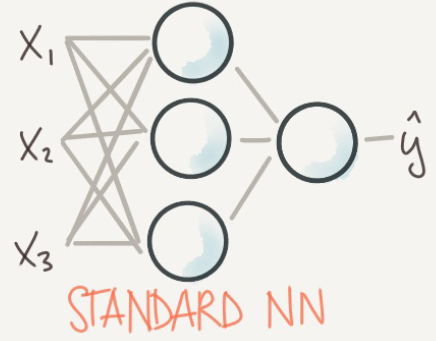 X₁
X₂
ŷ
X₃
STANDARD NN